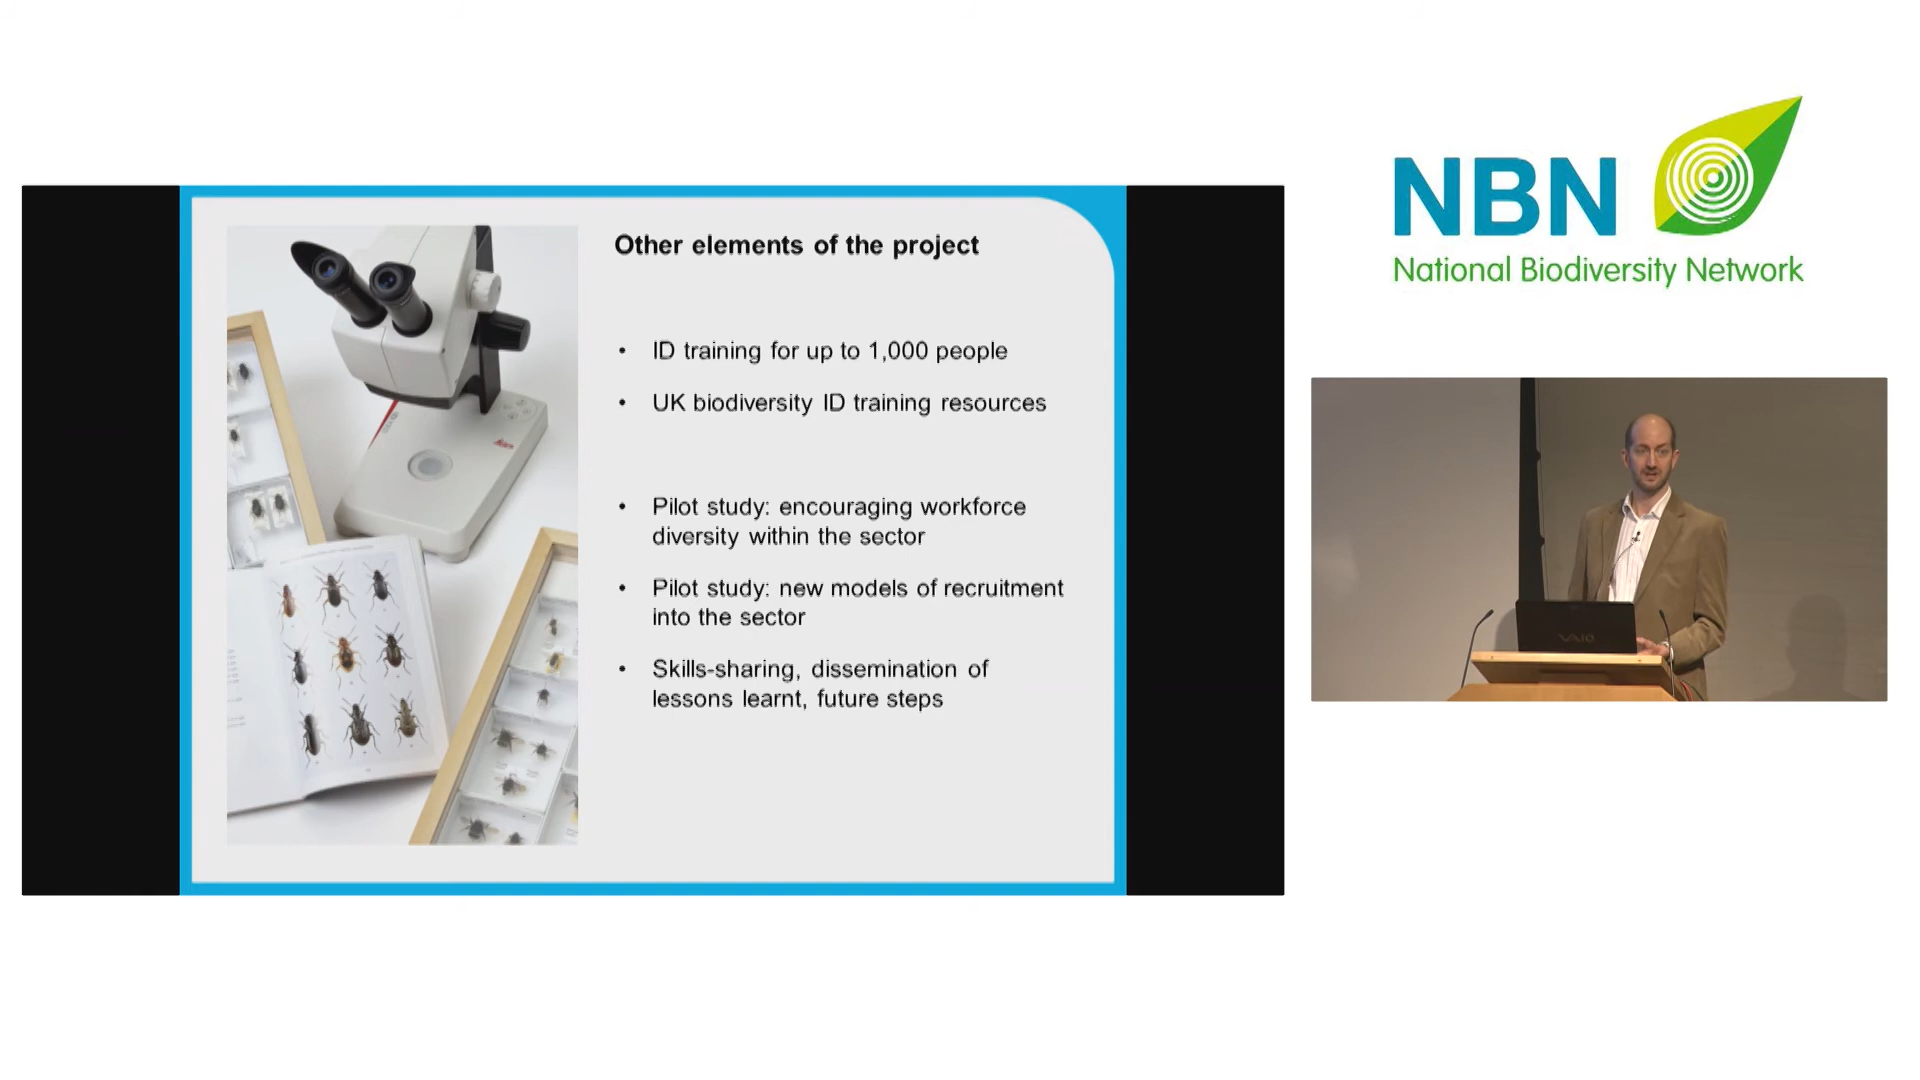 NBN
National Biodiversity Network
Other elements of the project
• ID training for up to 1,000 people
• UK biodiversity ID training resources
• Pilot study: encouraging workforce
diversity within the sector
• Pilot study: new models of recruitment
into the sector
• Skills-sharing, dissemination of
lessons learnt, future steps
VAIO